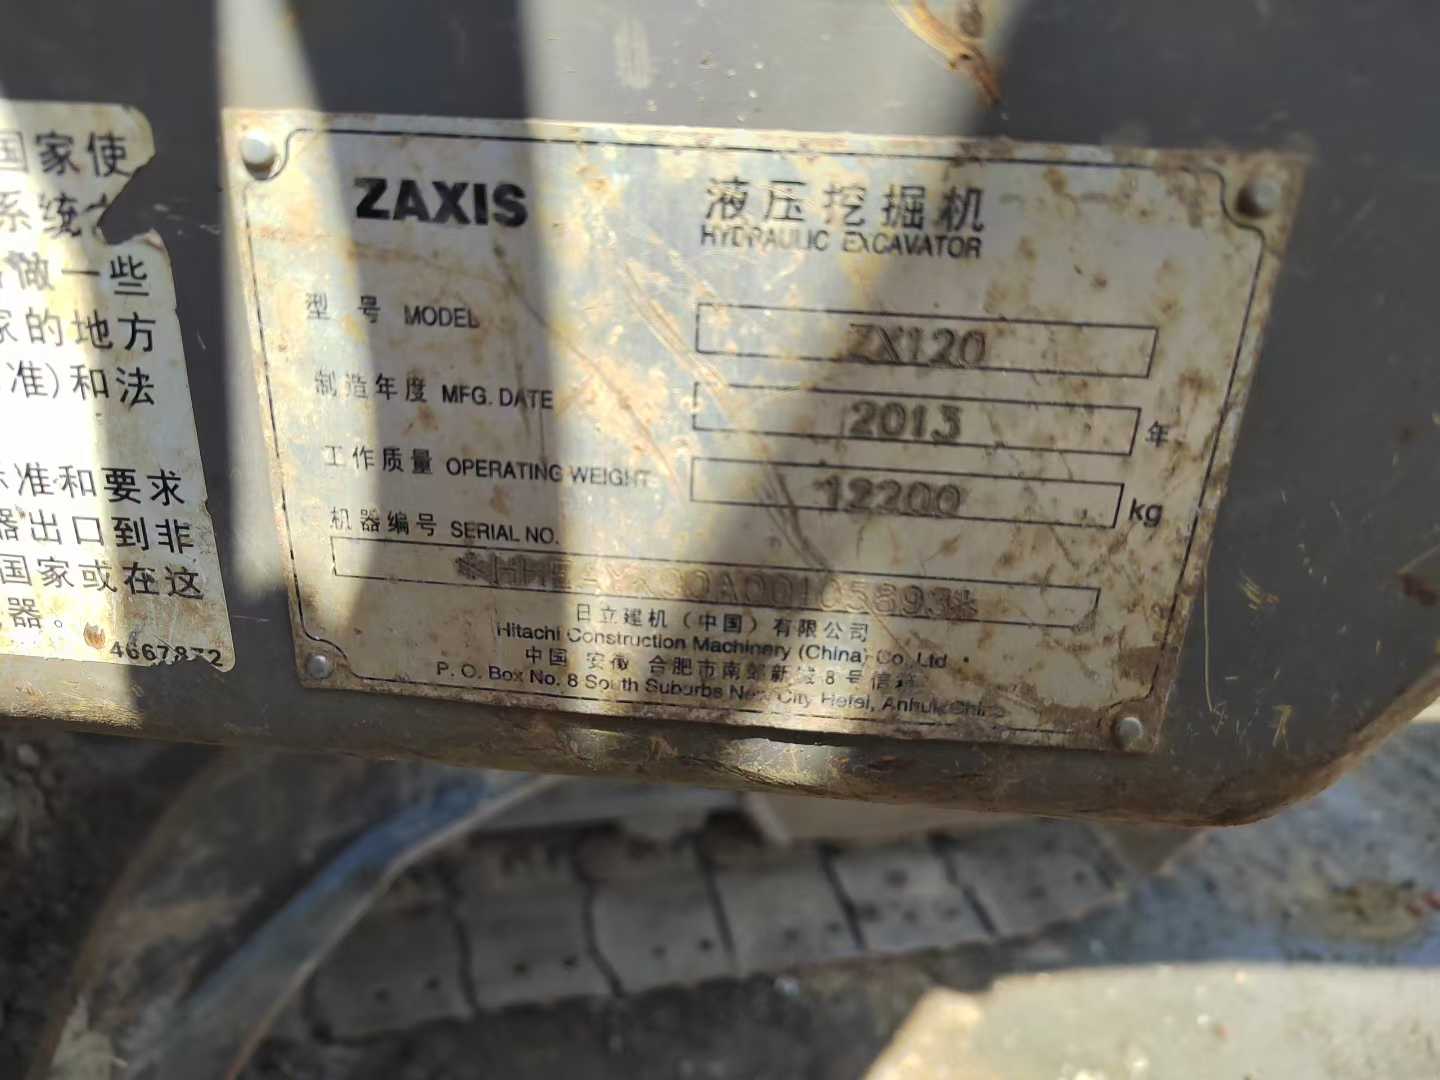 国家使
系统
做一些
家的地方
准)和法
标准和要求
器出口到非
国家或在这
器。
4667872
ZAXIS
液压挖掘机
HYDRAULIC EXCAVATOR
型号 MODEL ZX120
制造年度 MFG. DATE 2013 年
工作质量 OPERATING WEIGHT 12200 kg
机器编号 SERIAL NO.
日立建机(中国)有限公司
Hitachi Construction Machinery (China) Co., Ltd.
中国 安徽 合肥市南郊新城8号信箱
P. O. Box No. 8 South Suburbs New City Hefei, Anhui, China